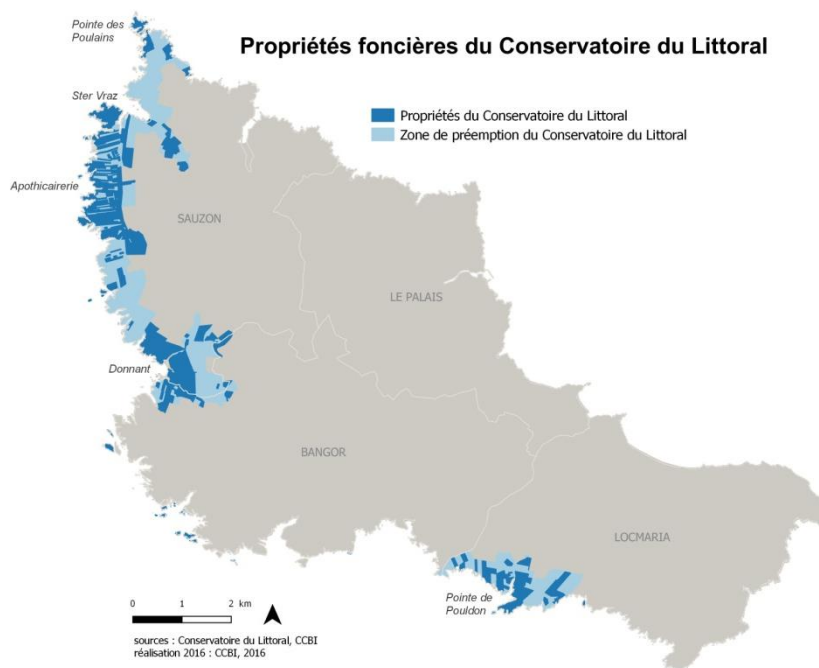 Pointe des
Poulains
Propriétés foncières du Conservatoire du Littoral
Ster Vraz
Propriétés du Conservatoire du Littoral
Zone de préemption du Conservatoire du Littoral
Apothicairerie
SAUZON
LE PALAIS
Donnant
BANGOR
LOCMARIA
Pointe de
Pouldon
0 1 2 km
sources : Conservatoire du Littoral, CCBI
réalisation 2016 : CCBI, 2016